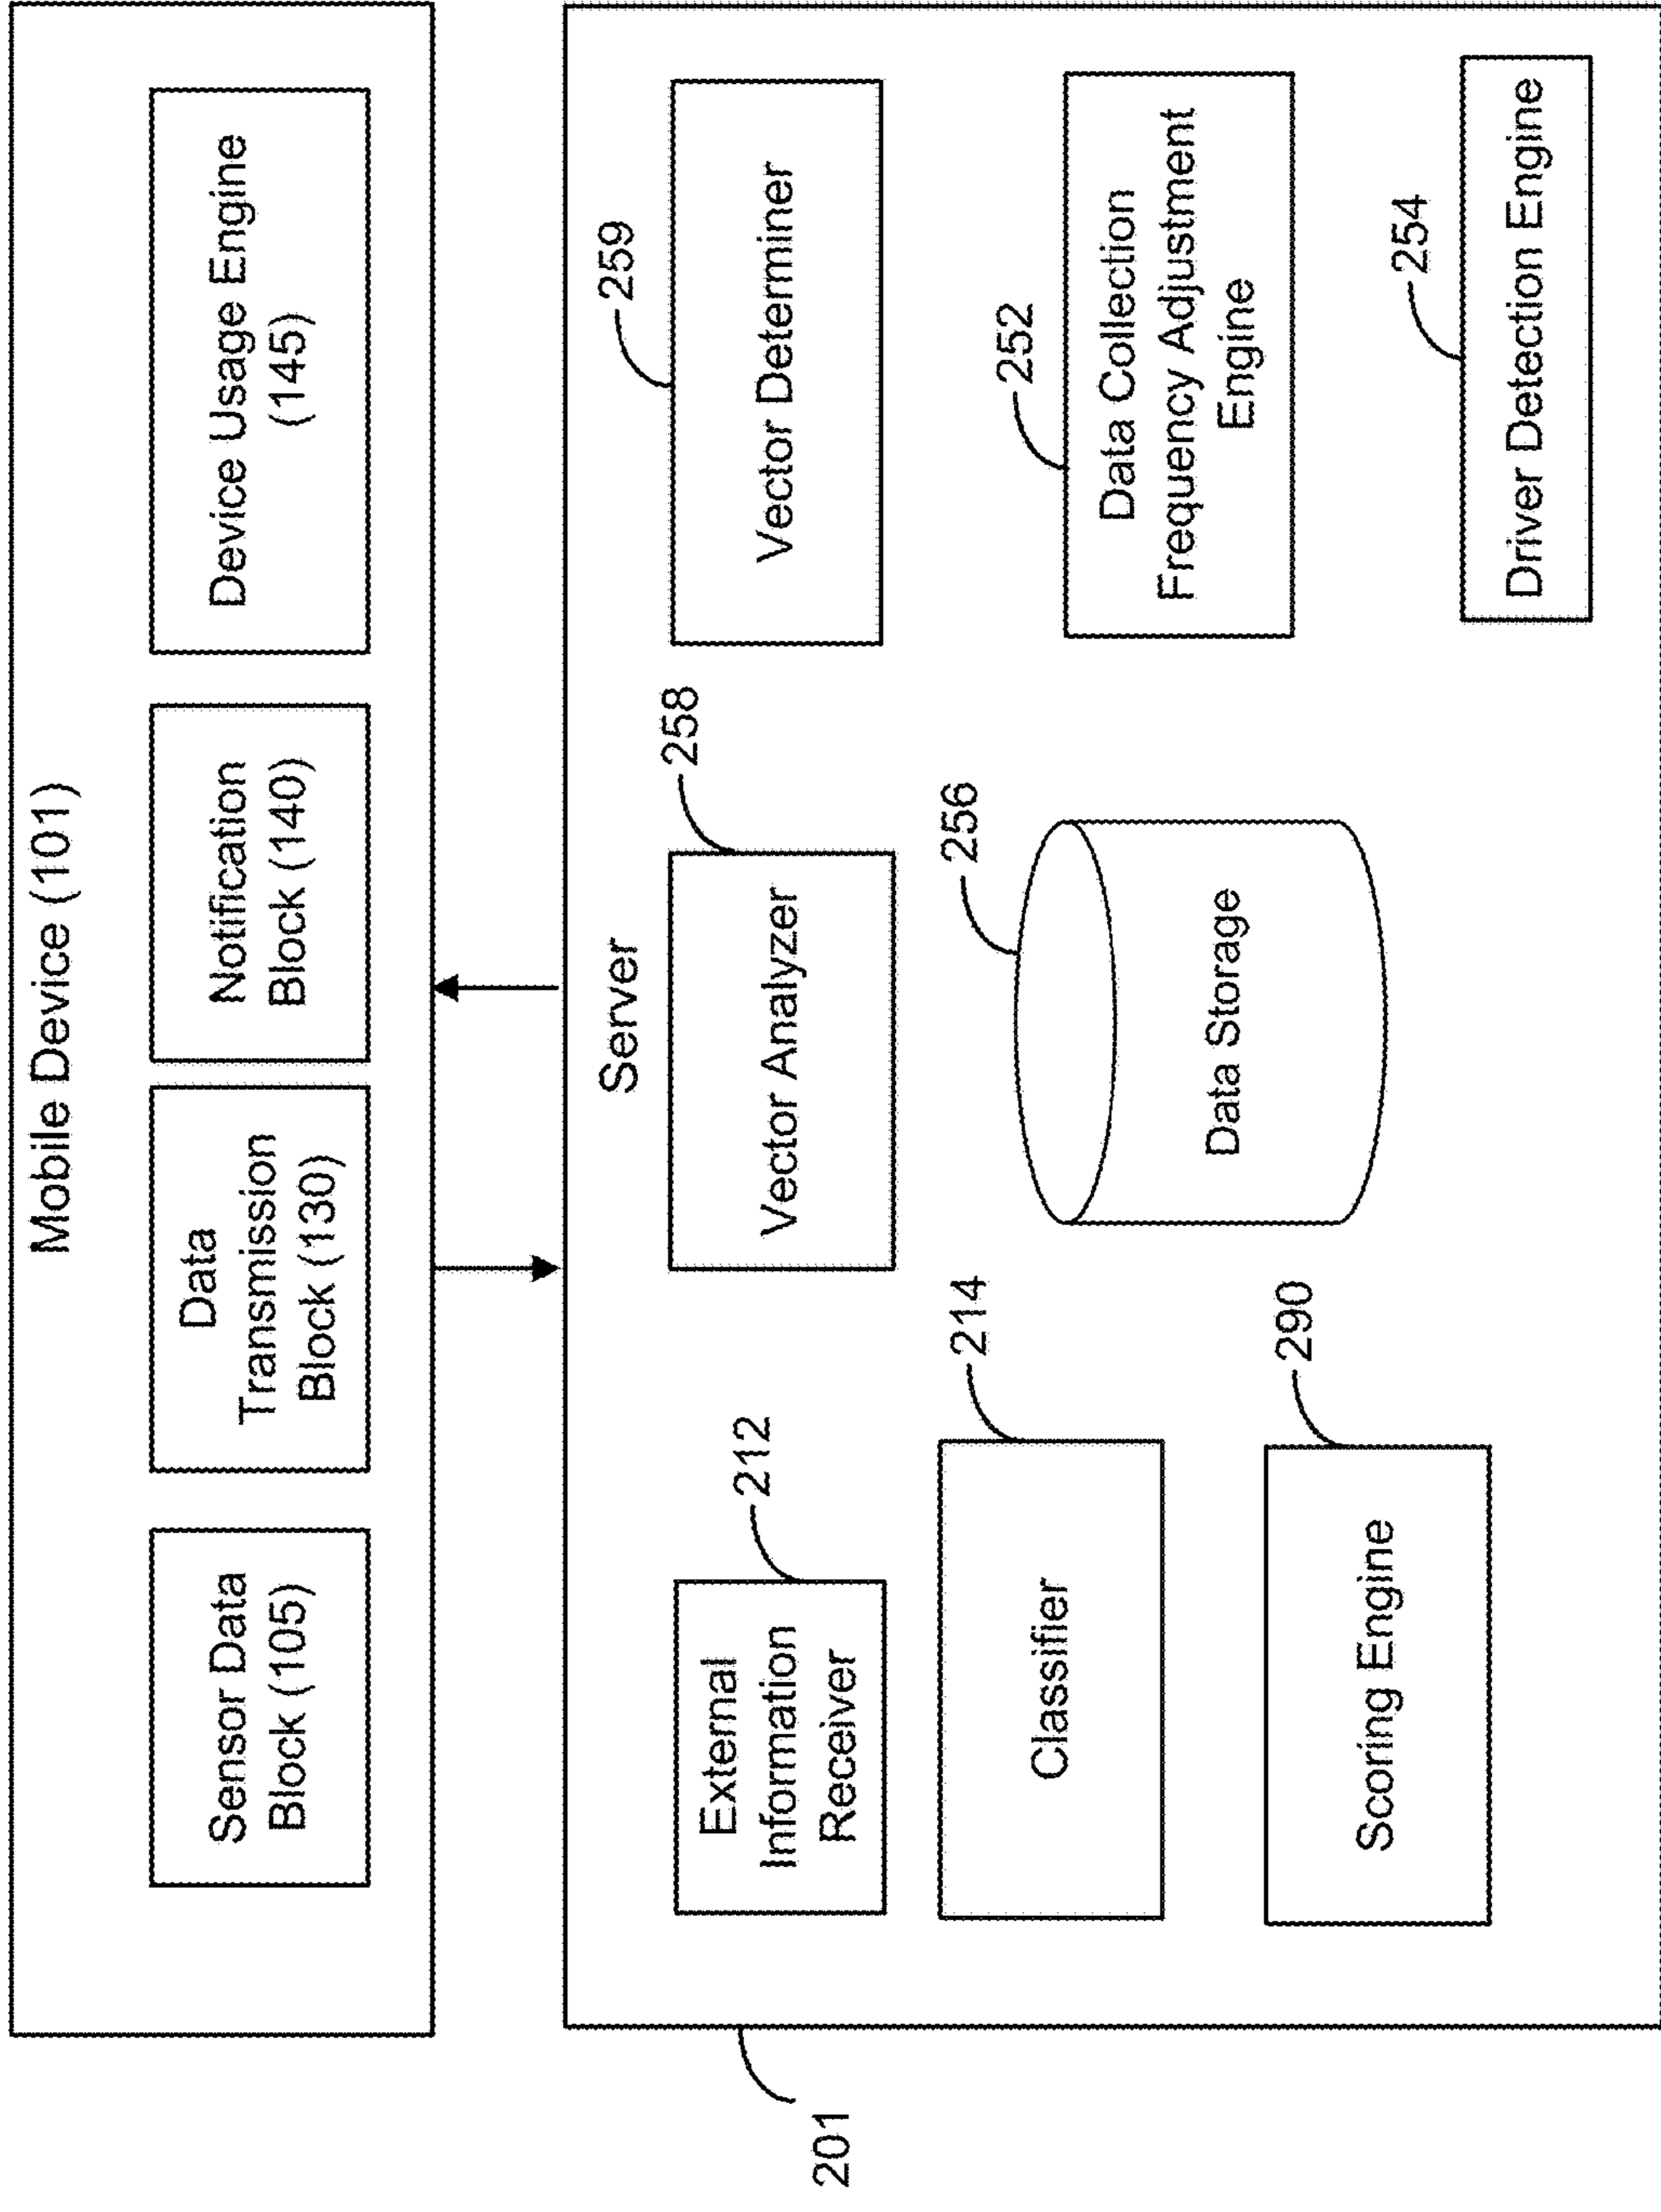 Mobile Device (101)
Sensor Data
Block (105)
Data
Transmission
Block (130)
Notification
Block (140)
Device Usage Engine
(145)
Server
201
External
Information
Receiver
212
Vector Analyzer
258
Vector Determiner
259
Classifier
214
Data Storage
256
Data Collection
Frequency Adjustment
Engine
252
Scoring Engine
290
Driver Detection Engine
254